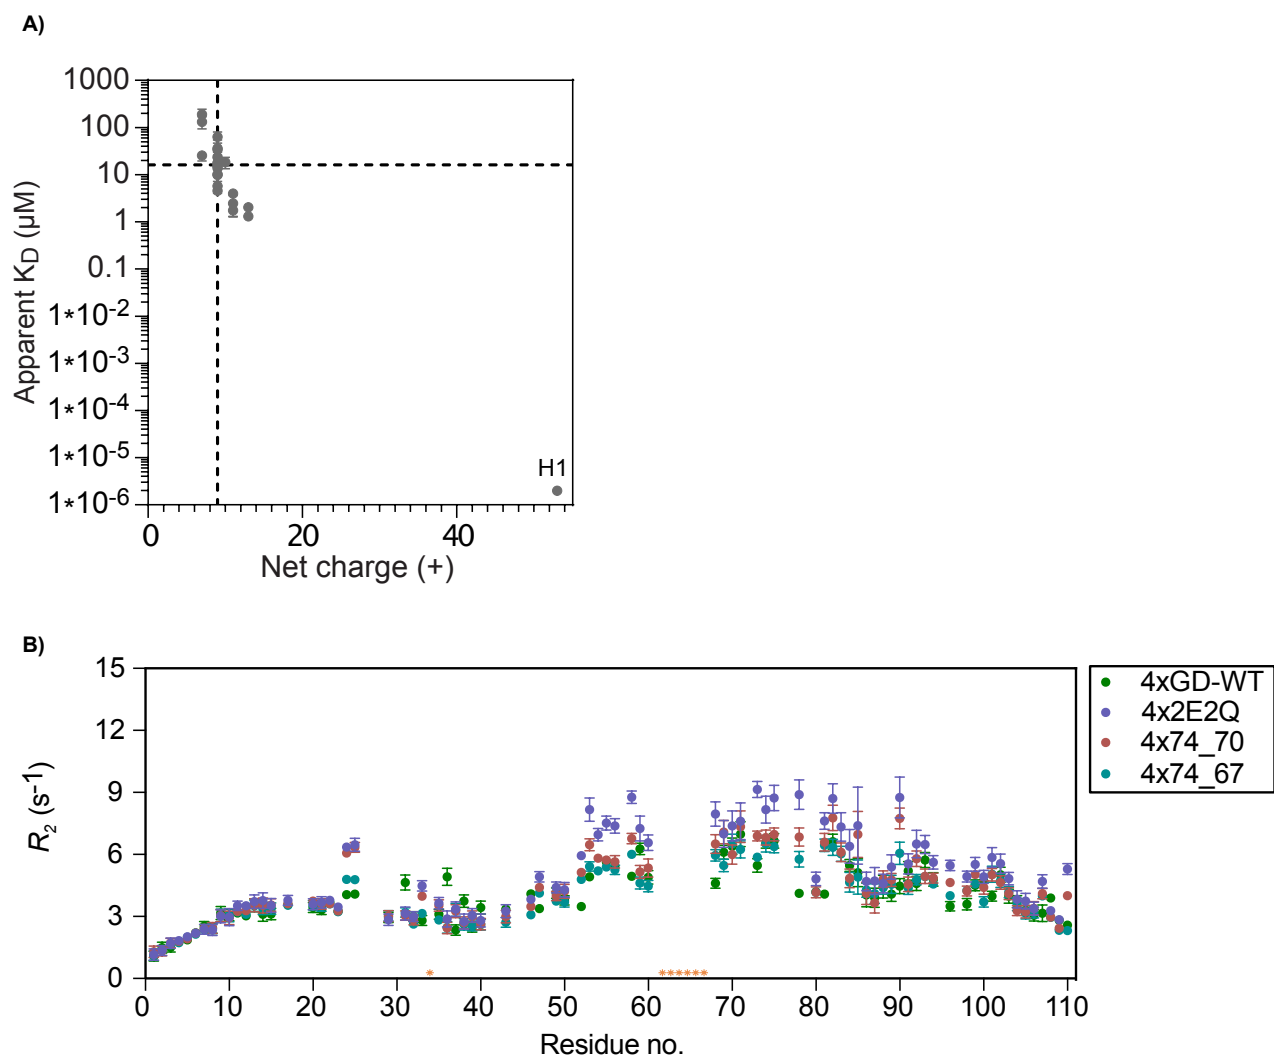 A)
1000
100
10
1
0.1
1*10-2
1*10-3
1*10-4
1*10-5
1*10-6
Apparent KD (µM)
H1
0 20 40
Net charge (+)
B)
15
12
9
6
3
0
R2 (s–1)
4xGD-WT
4x2E2Q
4x74_70
4x74_67
* ******
0 10 20 30 40 50 60 70 80 90 100 110
Residue no.